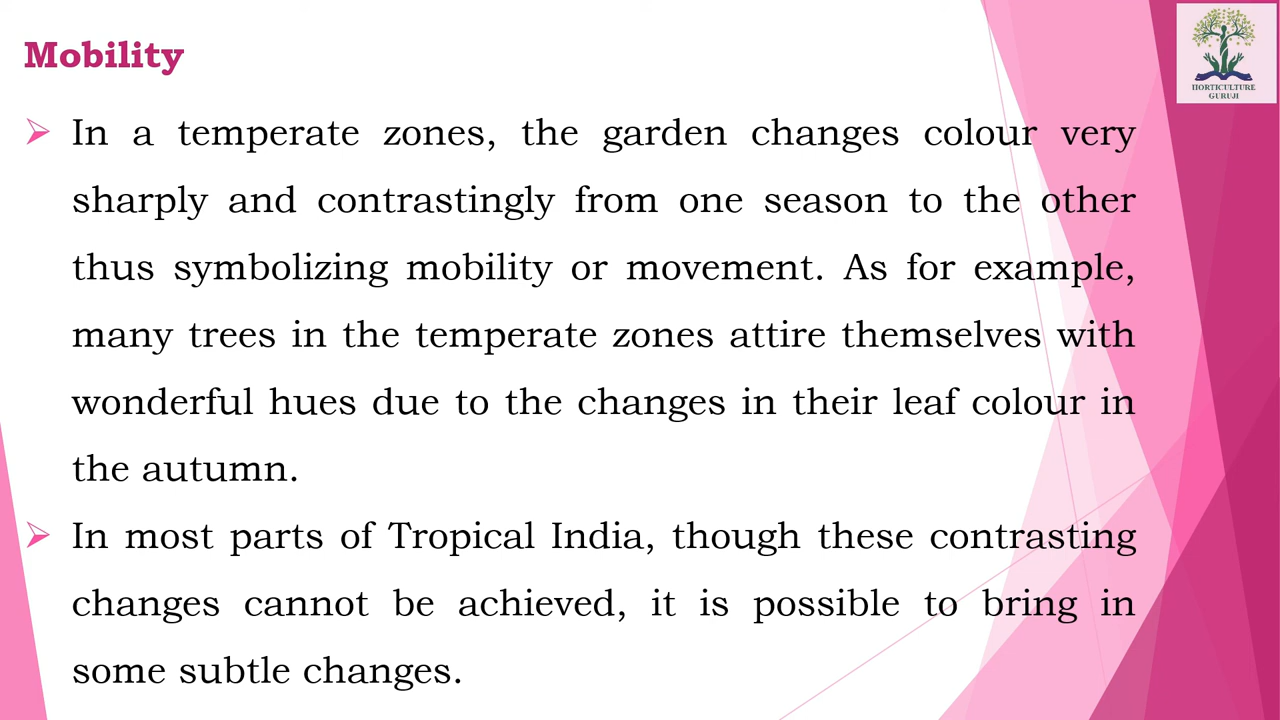 Mobility
HORTICULTURE
GURUJI
➢ In a temperate zones, the garden changes colour very
sharply and contrastingly from one season to the other
thus symbolizing mobility or movement. As for example,
many trees in the temperate zones attire themselves with
wonderful hues due to the changes in their leaf colour in
the autumn.
➢ In most parts of Tropical India, though these contrasting
changes cannot be achieved, it is possible to bring in
some subtle changes.